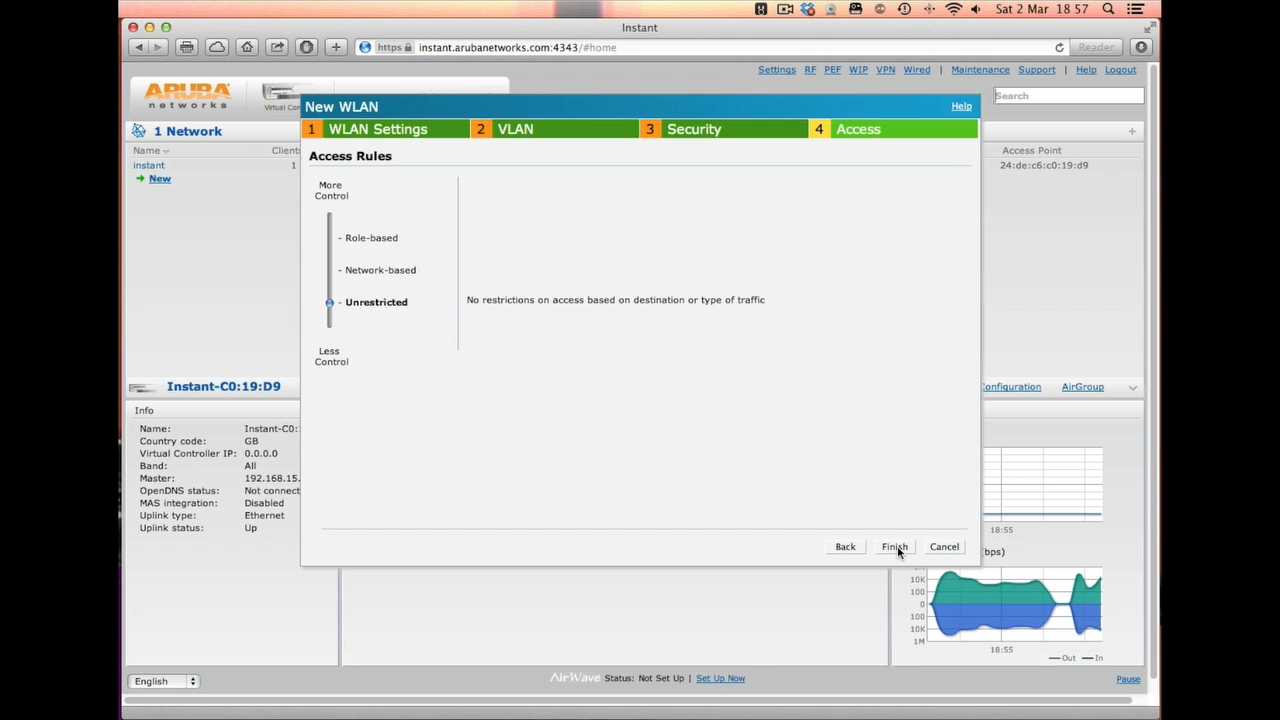 Sat 2 Mar 18:57
Instant
https instant.arubanetworks.com:4343/#home
Reader
Settings RF PEF WIP VPN Wired | Maintenance Support | Help Logout
ARUBA
networks
Search
New WLAN
Help
1 WLAN Settings 2 VLAN 3 Security 4 Access
1 Network
Name
Clients
Access Point
instant 1
24:de:c6:c0:19:d9
New
Access Rules
More
Control
- Role-based
- Network-based
- Unrestricted
No restrictions on access based on destination or type of traffic
Less
Control
Instant-C0:19:D9
Configuration
AirGroup
Info
Name: Instant-C0:
Country code: GB
Virtual Controller IP: 0.0.0.0
Band: All
Master: 192.168.15.
OpenDNS status: Not connect
MAS integration: Disabled
Uplink type: Ethernet
Uplink status: Up
Back Finish Cancel
18:55
(bps)
10K
100
0
100
10K
1M
18:55
Out In
English
AirWave Status: Not Set Up | Set Up Now
Pause